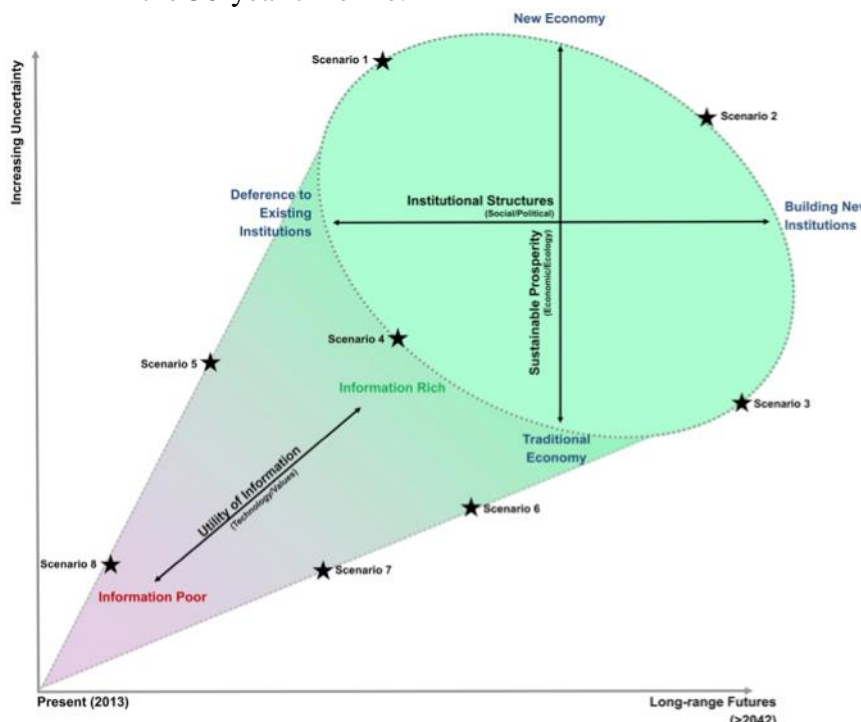 New Economy
Scenario 1
Scenario 2
Increasing Uncertainty
Deference to
Existing
Institutions
Institutional Structures
(Social/Political)
Building New
Institutions
Sustainable Prosperity
(Economic/Ecology)
Scenario 4
Scenario 5
Information Rich
Scenario 3
Traditional
Economy
Utility of Information
(Technology/Values)
Scenario 6
Scenario 8
Scenario 7
Information Poor
Present (2013)
Long-range Futures
(>2042)